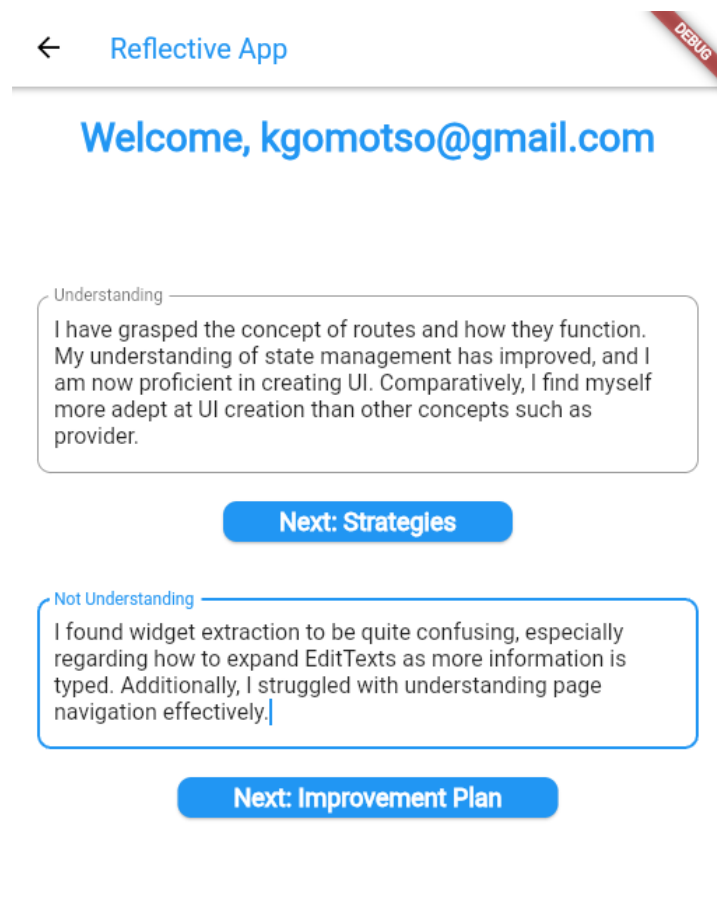 Reflective App
DEBUG
Welcome, kgomotso@gmail.com
Understanding
I have grasped the concept of routes and how they function.
My understanding of state management has improved, and I
am now proficient in creating UI. Comparatively, I find myself
more adept at UI creation than other concepts such as
provider.
Next: Strategies
Not Understanding
I found widget extraction to be quite confusing, especially
regarding how to expand EditTexts as more information is
typed. Additionally, I struggled with understanding page
navigation effectively.
Next: Improvement Plan